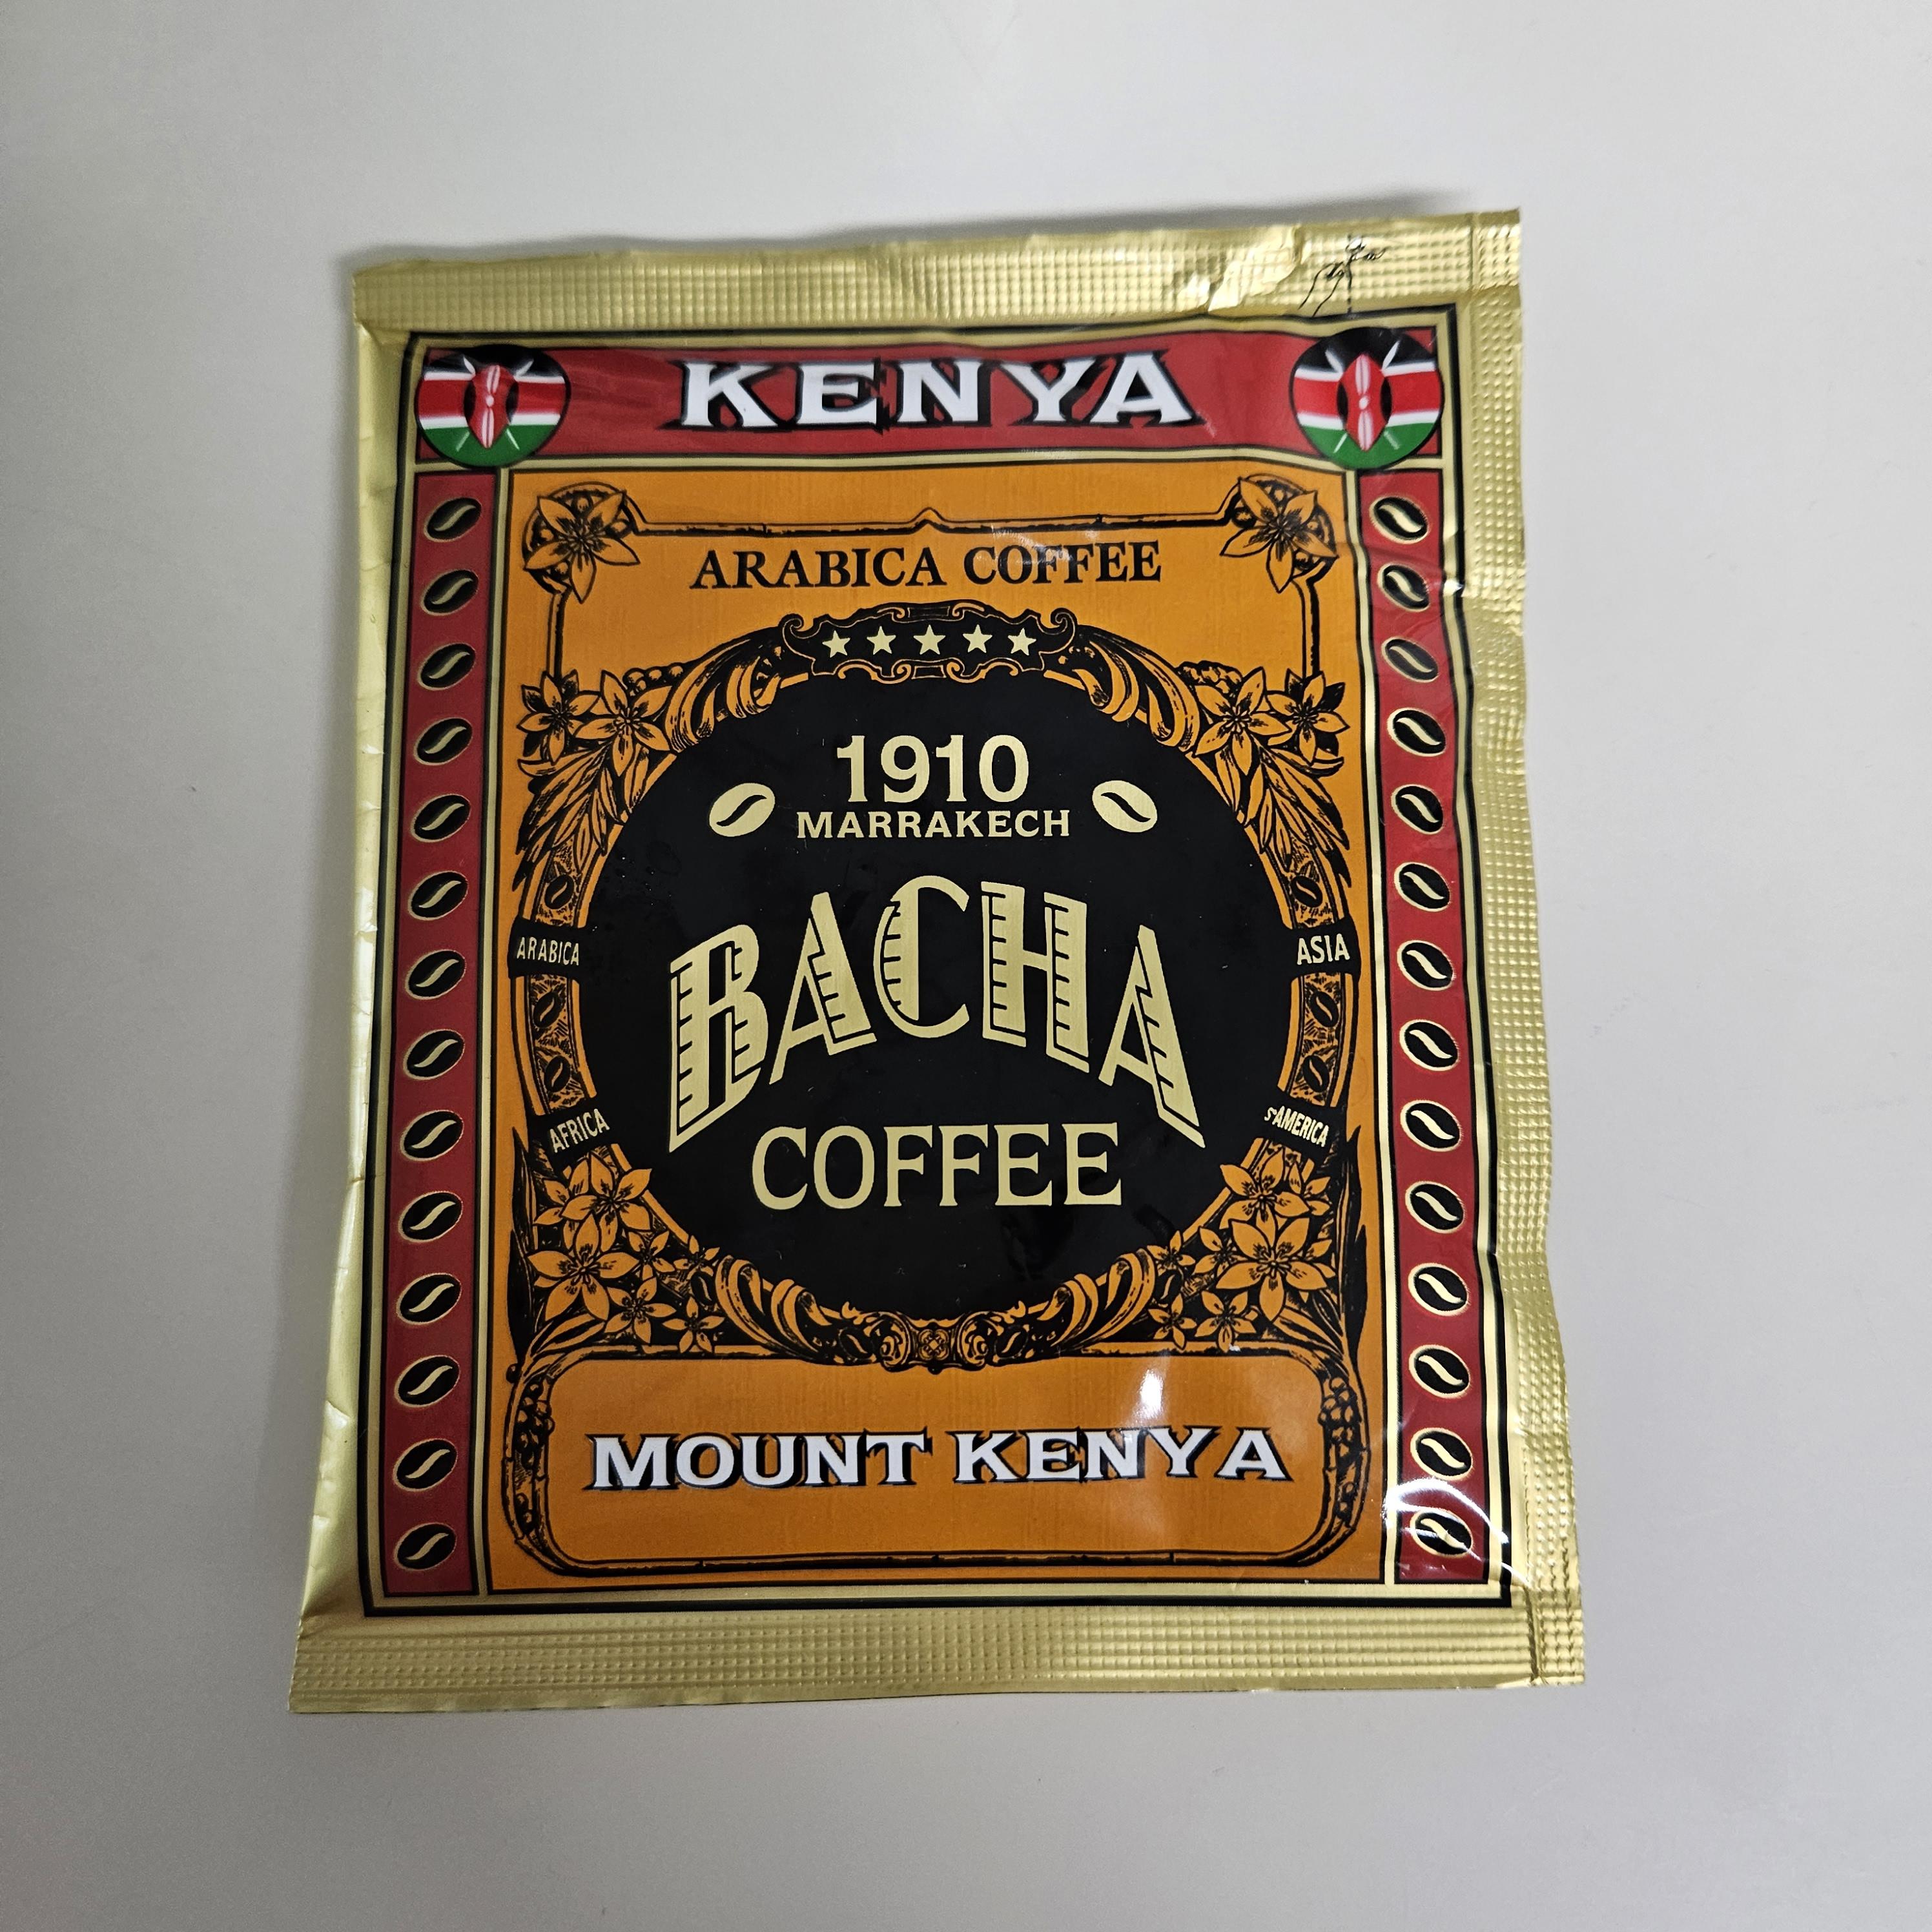 KENYA
ARABICA COFFEE
1910
MARRAKECH
BACHA
COFFEE
ARABICA
ASIA
AFRICA
S. AMERICA
MOUNT KENYA